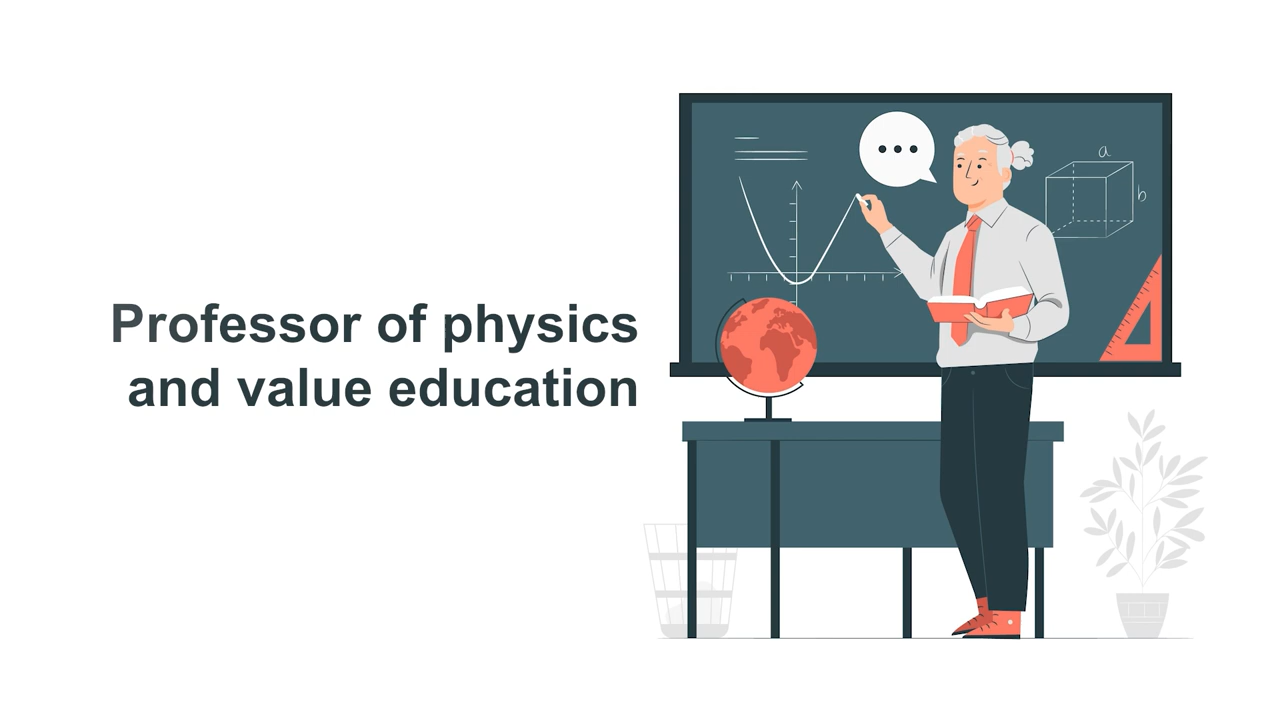 Professor of physics
and value education
a
b